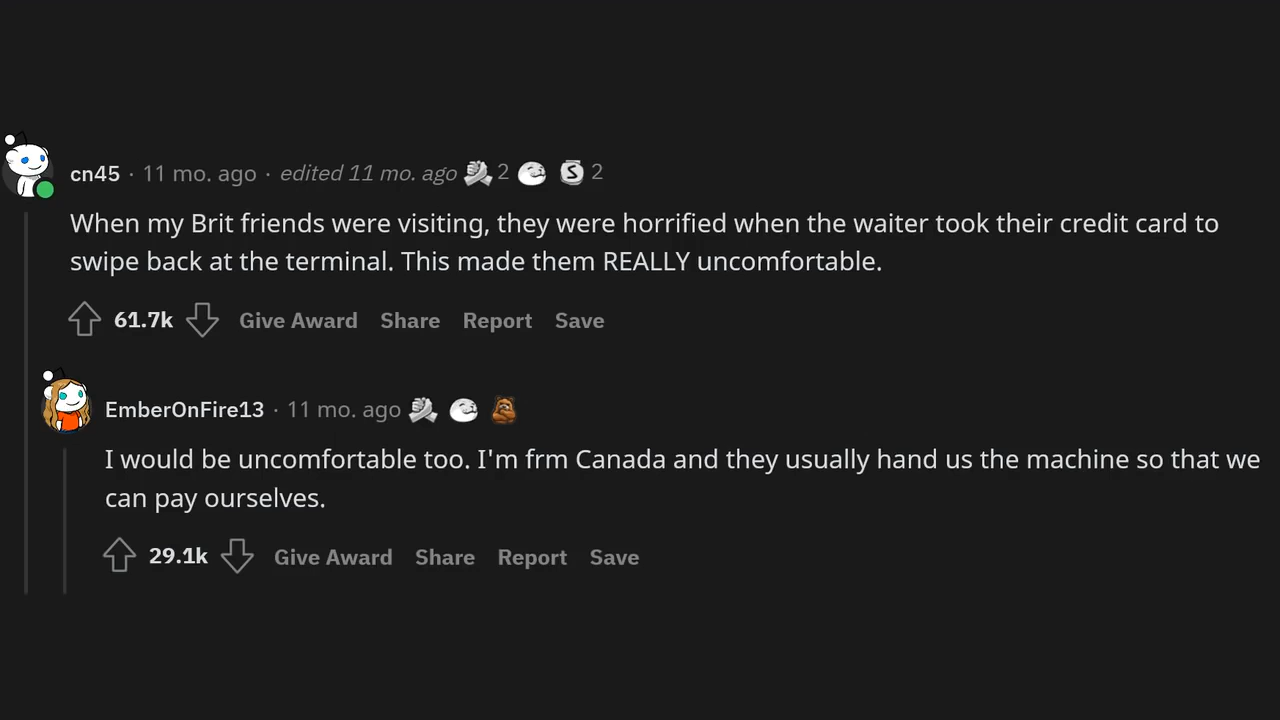 cn45 · 11 mo. ago · edited 11 mo. ago 2 S 2
When my Brit friends were visiting, they were horrified when the waiter took their credit card to
swipe back at the terminal. This made them REALLY uncomfortable.
61.7k Give Award Share Report Save
EmberOnFire13 · 11 mo. ago
I would be uncomfortable too. I'm frm Canada and they usually hand us the machine so that we
can pay ourselves.
29.1k Give Award Share Report Save